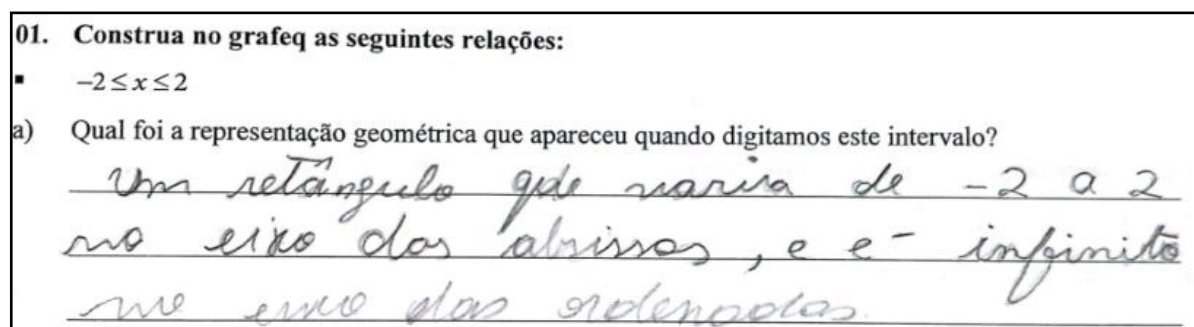 01. Construa no grafeq as seguintes relações:
▪ −2 ≤ x ≤ 2
a) Qual foi a representação geométrica que apareceu quando digitamos este intervalo?
Um retângulo que varia de -2 a 2
no eixo das abissas, e é infinito
no eixo das ordenadas.